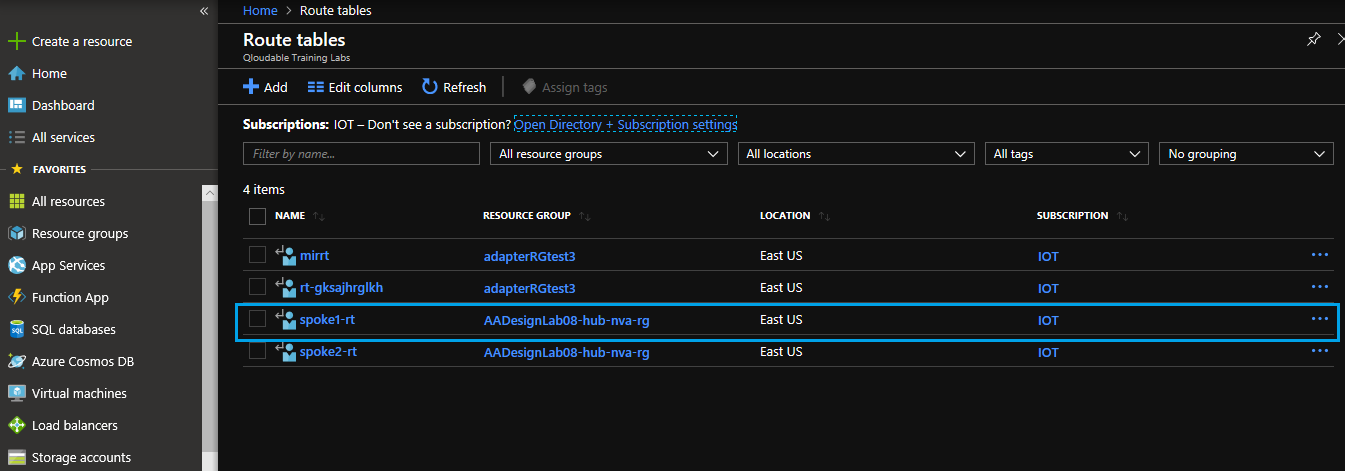 «
Create a resource
Home
Dashboard
All services
FAVORITES
All resources
Resource groups
App Services
Function App
SQL databases
Azure Cosmos DB
Virtual machines
Load balancers
Storage accounts
Home > Route tables
Route tables
Qloudable Training Labs
Add Edit columns Refresh Assign tags
Subscriptions: IOT – Don't see a subscription? Open Directory + Subscription settings
Filter by name... All resource groups All locations All tags No grouping
4 items
NAME RESOURCE GROUP LOCATION SUBSCRIPTION
mirrt adapterRGtest3 East US IOT
rt-gksajhrglkh adapterRGtest3 East US IOT
spoke1-rt AADesignLab08-hub-nva-rg East US IOT
spoke2-rt AADesignLab08-hub-nva-rg East US IOT